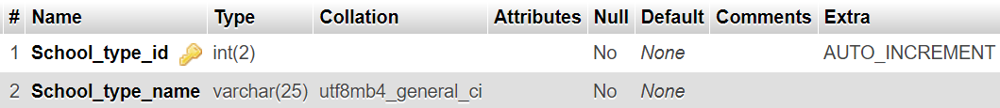 # Name Type Collation Attributes Null Default Comments Extra
1 School_type_id int(2) No None AUTO_INCREMENT
2 School_type_name varchar(25) utf8mb4_general_ci No None